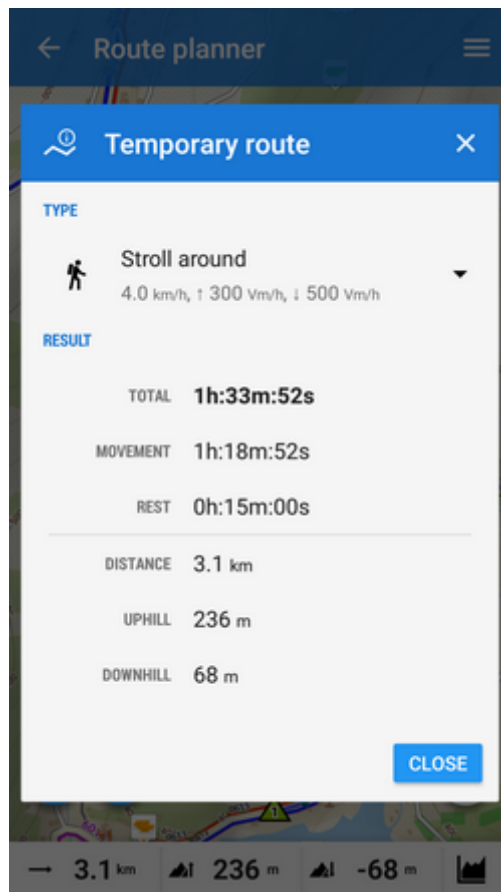 Route planner
Temporary route
TYPE
Stroll around
4.0 km/h, ↑ 300 Vm/h, ↓ 500 Vm/h
RESULT
TOTAL 1h:33m:52s
MOVEMENT 1h:18m:52s
REST 0h:15m:00s
DISTANCE 3.1 km
UPHILL 236 m
DOWNHILL 68 m
CLOSE
1
→ 3.1 km 236 m -68 m